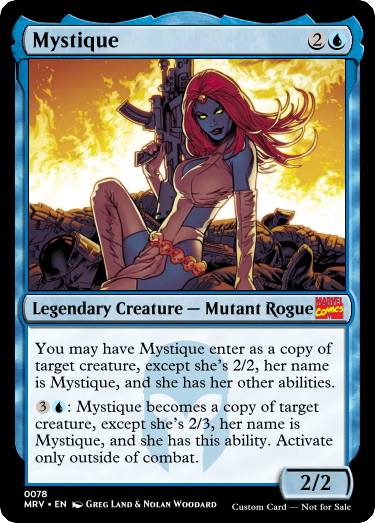 Mystique 2
Legendary Creature — Mutant Rogue MARVEL COMICS
You may have Mystique enter as a copy of
target creature, except she's 2/2, her name
is Mystique, and she has her other abilities.
3 : Mystique becomes a copy of target
creature, except she's 2/3, her name is
Mystique, and she has this ability. Activate
only outside of combat.
2/2
0078
MRV • EN Greg Land & Nolan Woodard Custom Card — Not for Sale